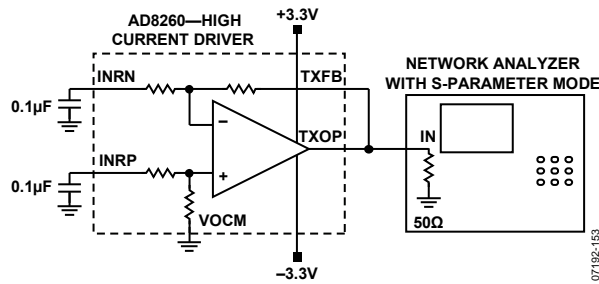 AD8260—HIGH
CURRENT DRIVER
+3.3V
NETWORK ANALYZER
WITH S-PARAMETER MODE
INRN
TXFB
0.1µF
–
TXOP
IN
INRP
+
0.1µF
VOCM
50Ω
–3.3V
07192-153